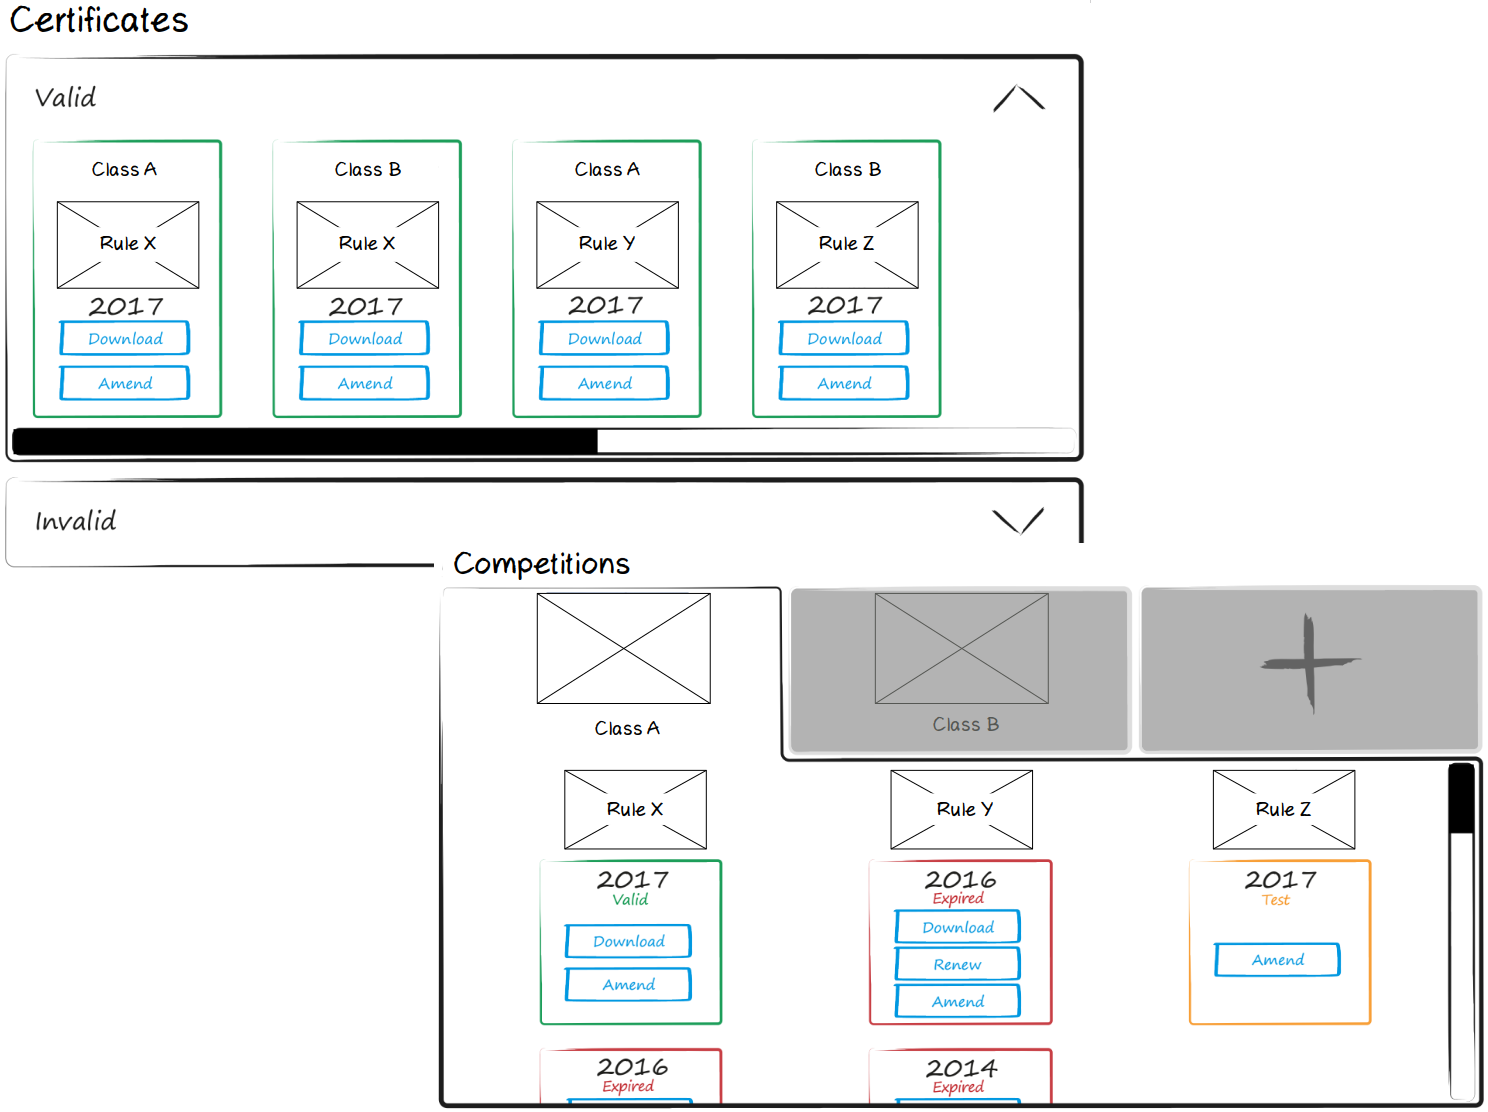 Certificates
Valid
Class A
Rule X
2017
Download
Amend
Class B
Rule X
2017
Download
Amend
Class A
Rule Y
2017
Download
Amend
Class B
Rule Z
2017
Download
Amend
Invalid
Competitions
Class A
Class B
Rule X
2017
Valid
Download
Amend
2016
Expired
Rule Y
2016
Expired
Download
Renew
Amend
2014
Expired
Rule Z
2017
Test
Amend